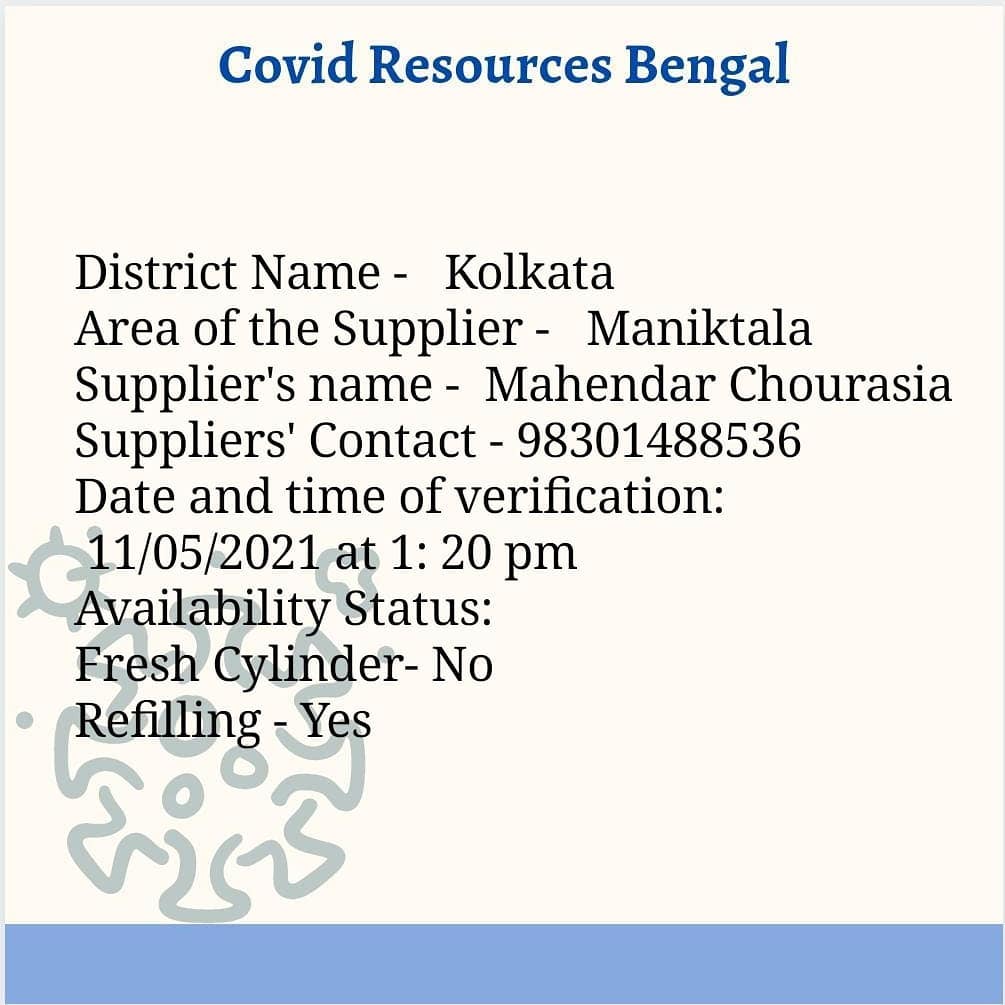 Covid Resources Bengal
District Name - Kolkata
Area of the Supplier - Maniktala
Supplier's name - Mahendar Chourasia
Suppliers' Contact - 98301488536
Date and time of verification:
11/05/2021 at 1: 20 pm
Availability Status:
Fresh Cylinder- No
Refilling - Yes